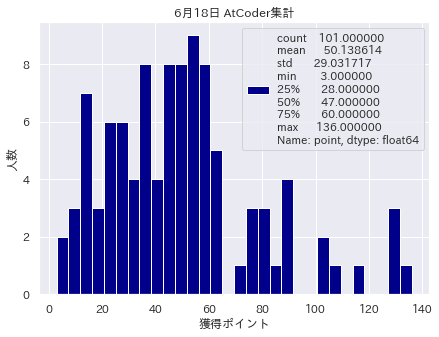 6月18日 AtCoder集計
count 101.000000
mean 50.138614
std 29.031717
min 3.000000
25% 28.000000
50% 47.000000
75% 60.000000
max 136.000000
Name: point, dtype: float64
人数
8
6
4
2
0
0 20 40 60 80 100 120 140
獲得ポイント